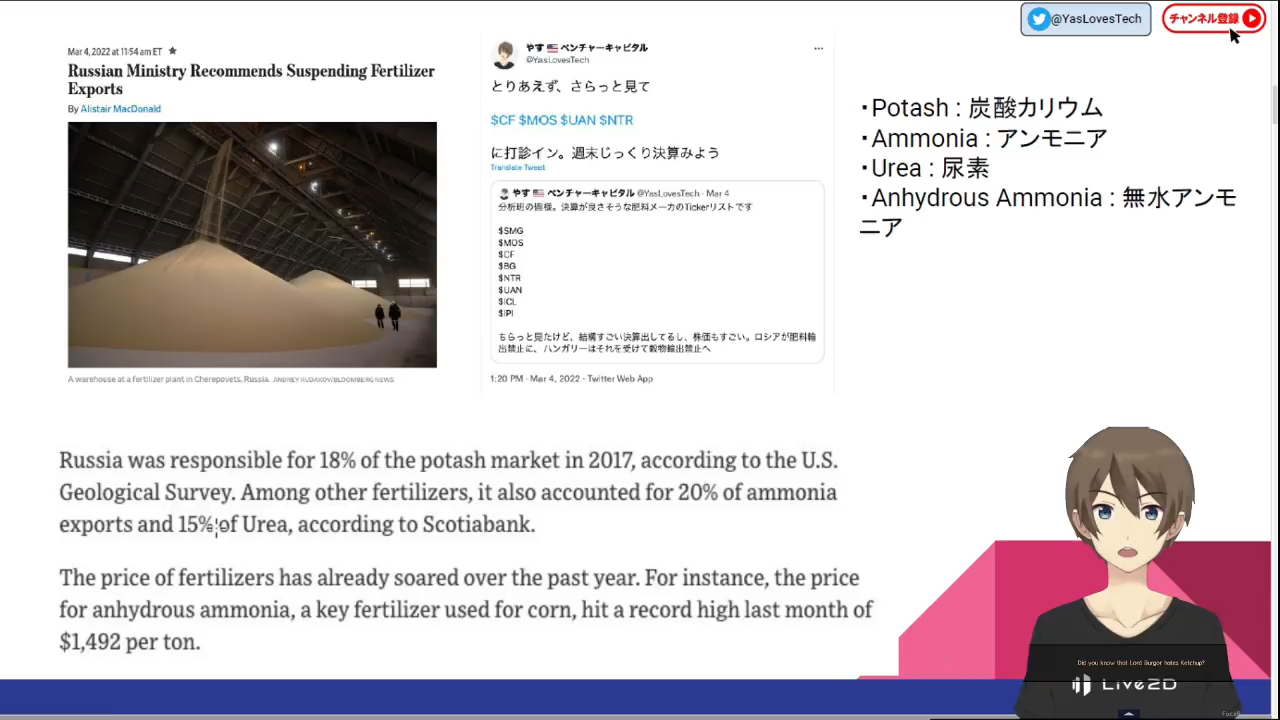 @YasLovesTech
チャンネル登録
Mar 4, 2022 at 11:54 am ET ★
Russian Ministry Recommends Suspending Fertilizer
Exports
By Alistair MacDonald
A warehouse at a fertilizer plant in Cherepovets, Russia. ANDREY RUDAKOV/BLOOMBERG NEWS
やす 🇺🇸 ベンチャーキャピタル
@YasLovesTech
とりあえず、さらっと見て
$CF $MOS $UAN $NTR
に打診イン。週末じっくり決算みよう
Translate Tweet
やす 🇺🇸 ベンチャーキャピタル @YasLovesTech · Mar 4
分析班の皆様。決算が良さそうな肥料メーカのTickerリストです
$SMG
$MOS
$CF
$BG
$NTR
$UAN
$ICL
$IPI
ちらっと見たけど、結構すごい決算出してるし、株価もすごい。ロシアが肥料輸
出禁止に、ハンガリーはそれを受けて穀物輸出禁止へ
1:20 PM · Mar 4, 2022 · Twitter Web App
・Potash : 炭酸カリウム
・Ammonia : アンモニア
・Urea : 尿素
・Anhydrous Ammonia : 無水アンモ
ニア
Russia was responsible for 18% of the potash market in 2017, according to the U.S.
Geological Survey. Among other fertilizers, it also accounted for 20% of ammonia
exports and 15% of Urea, according to Scotiabank.
The price of fertilizers has already soared over the past year. For instance, the price
for anhydrous ammonia, a key fertilizer used for corn, hit a record high last month of
$1,492 per ton.
Did you know that Lord Burgor hates Ketchup?
Live2D